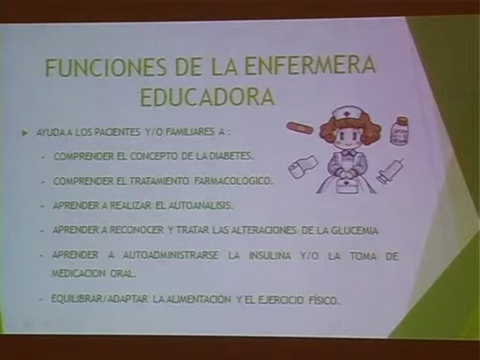 FUNCIONES DE LA ENFERMERA
EDUCADORA
AYUDA A LOS PACIENTES Y/O FAMILIARES A :
- COMPRENDER EL CONCEPTO DE LA DIABETES.
- COMPRENDER EL TRATAMIENTO FARMACOLÓGICO.
- APRENDER A REALIZAR EL AUTOANALISIS.
- APRENDER A RECONOCER Y TRATAR LAS ALTERACIONES DE LA GLUCEMIA
- APRENDER A AUTOADMINISTRARSE LA INSULINA Y/O LA TOMA DE
MEDICACION ORAL.
- EQUILIBRAR/ADAPTAR LA ALIMENTACIÓN Y EL EJERCICIO FÍSICO.